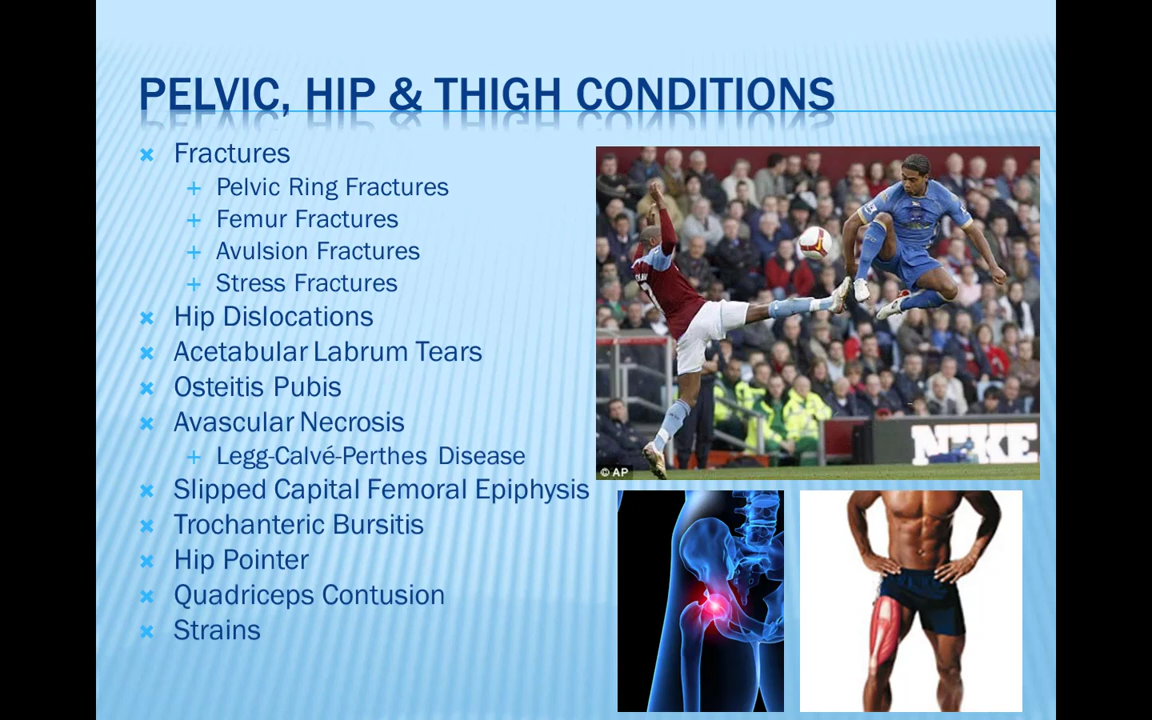 PELVIC, HIP & THIGH CONDITIONS
Fractures
Pelvic Ring Fractures
Femur Fractures
Avulsion Fractures
Stress Fractures
Hip Dislocations
Acetabular Labrum Tears
Osteitis Pubis
Avascular Necrosis
Legg-Calvé-Perthes Disease
Slipped Capital Femoral Epiphysis
Trochanteric Bursitis
Hip Pointer
Quadriceps Contusion
Strains
NIKE
© AP